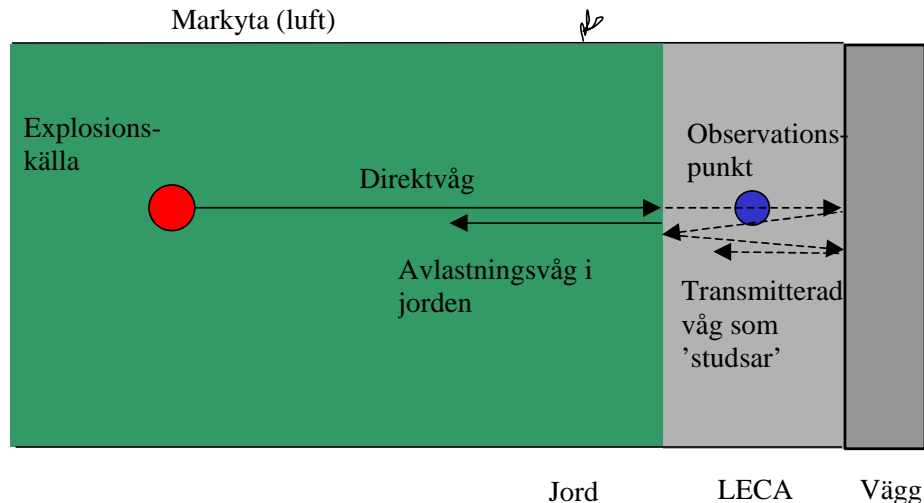 Markyta (luft)
Explosions-
källa
Observations-
punkt
Direktvåg
Avlastningsvåg i
jorden
Transmitterad
våg som
’studsar’
Jord
LECA
Vägg